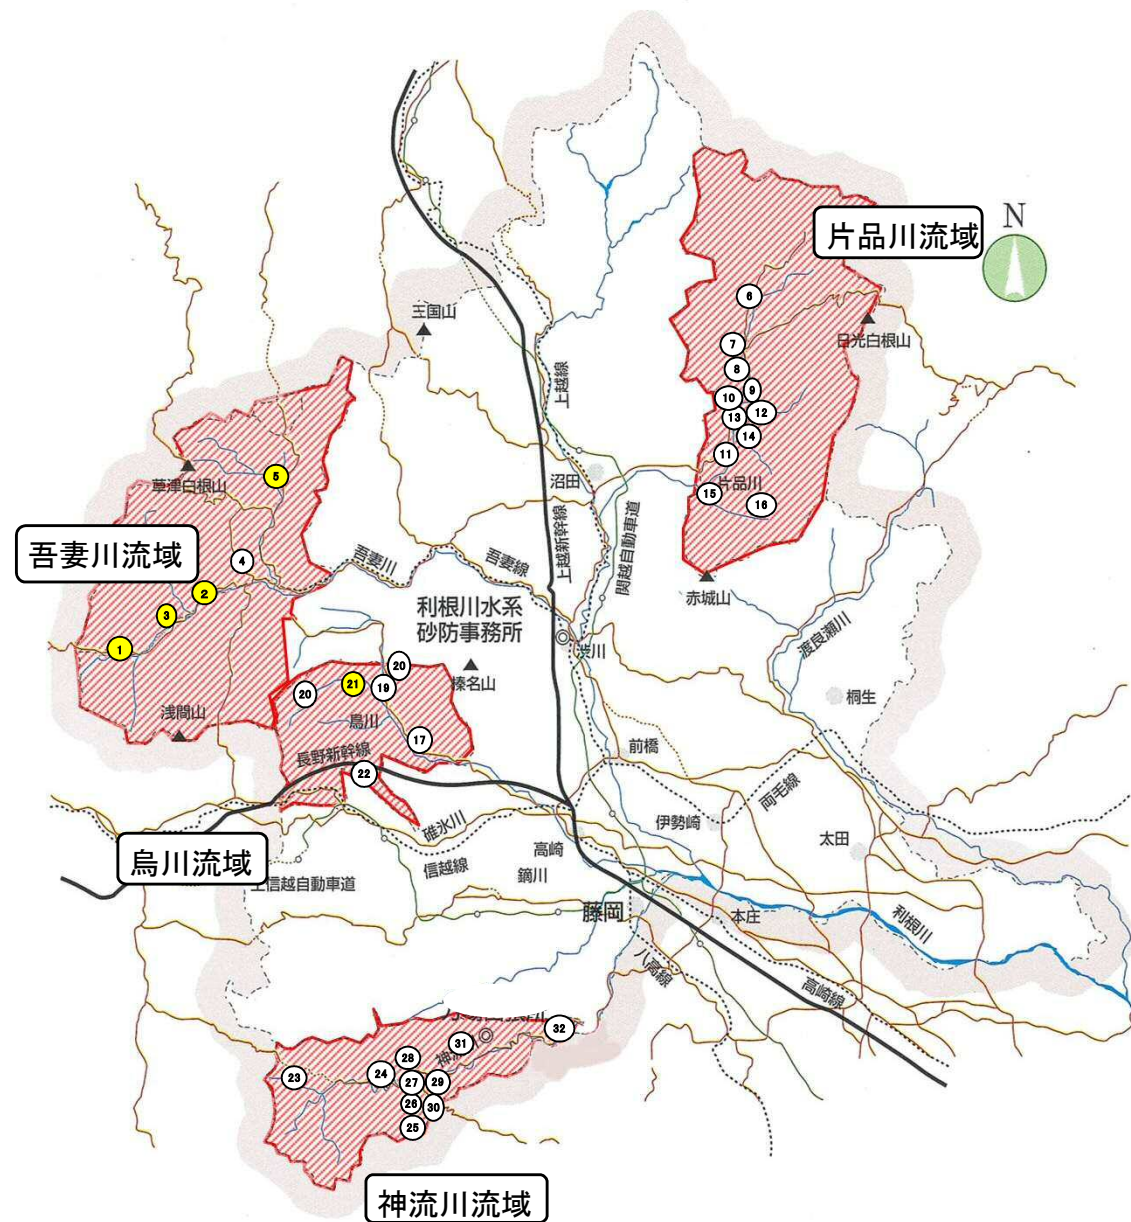 片品川流域
N
三国山
6
日光白根山
7
8
9
10
12
13
14
11
片品川
15
16
上越線
沼田
上越新幹線
関越自動車道
赤城山
草津白根山
5
吾妻川流域
4
2
3
1
浅間山
吾妻川
吾妻線
利根川水系
砂防事務所
渋川
榛名山
渡良瀬川
桐生
20
20
21
19
烏川
17
長野新幹線
22
前橋
両毛線
伊勢崎
太田
碓氷川
烏川流域
高崎
信越線
鏑川
上信越自動車道
藤岡
本庄
利根川
八高線
高崎線
32
31
28
神流川
24
23
27
29
26
30
25
神流川流域